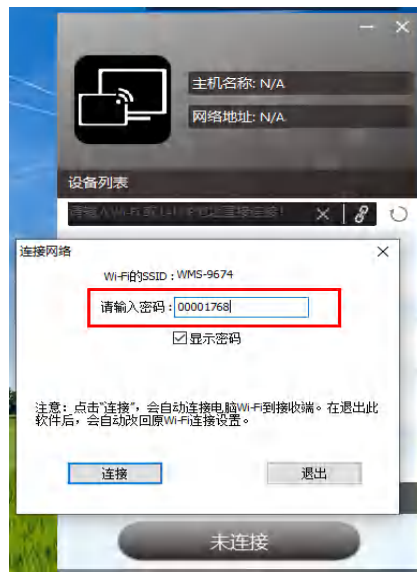 主机名称: N/A
网络地址: N/A
设备列表
连接网络
Wi-Fi的SSID : WMS-9674
请输入密码 : 00001768
显示密码
注意：点击"连接"，会自动连接电脑Wi-Fi到接收端。在退出此
软件后，会自动改回原Wi-Fi连接设置。
连接
退出
未连接